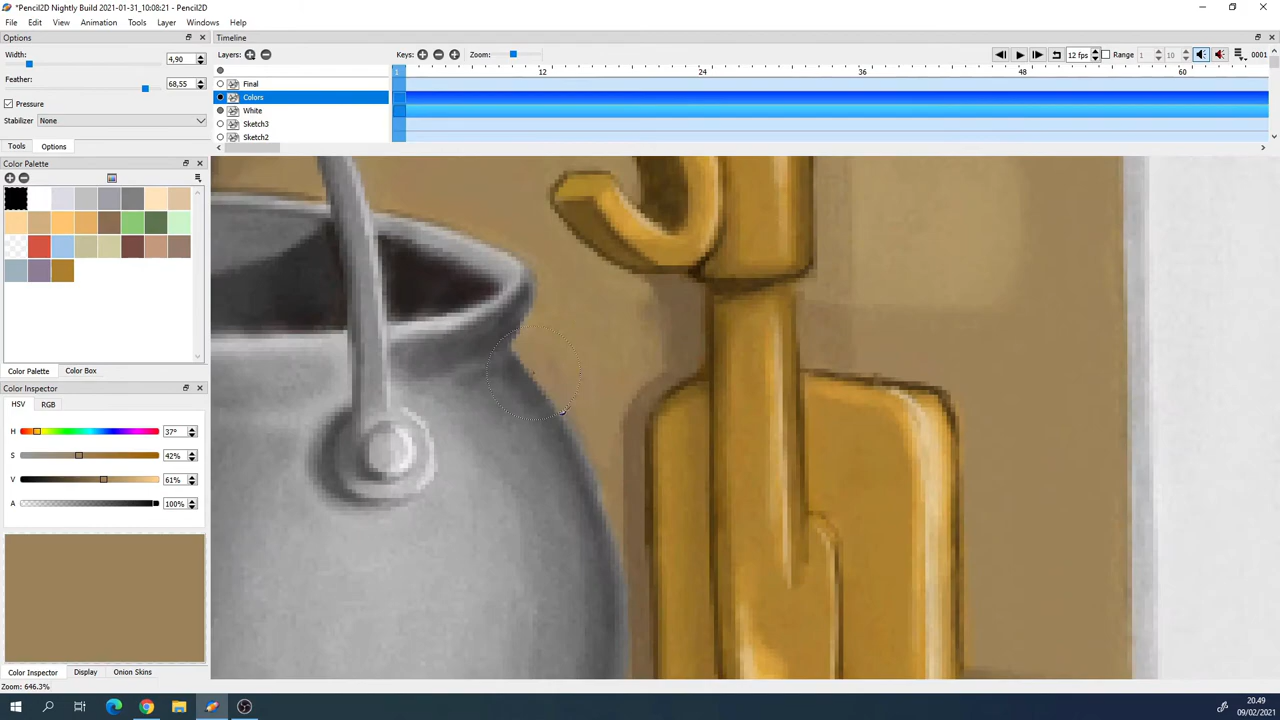 *Pencil2D Nightly Build 2021-01-31_10:08:21 - Pencil2D
File Edit View Animation Tools Layer Windows Help
Options
Width:
4,90
Feather:
68,55
Pressure
Stabilizer None
Tools Options
Timeline
Layers: Keys: Zoom: 12 fps Range 1 10 0001
1 12 24 36 48 60
Final
Colors
White
Sketch3
Sketch2
Color Palette
Color Palette Color Box
Color Inspector
HSV RGB
H 37°
S 42%
V 61%
A 100%
Color Inspector Display Onion Skins
Zoom: 646.3%
20.49
09/02/2021